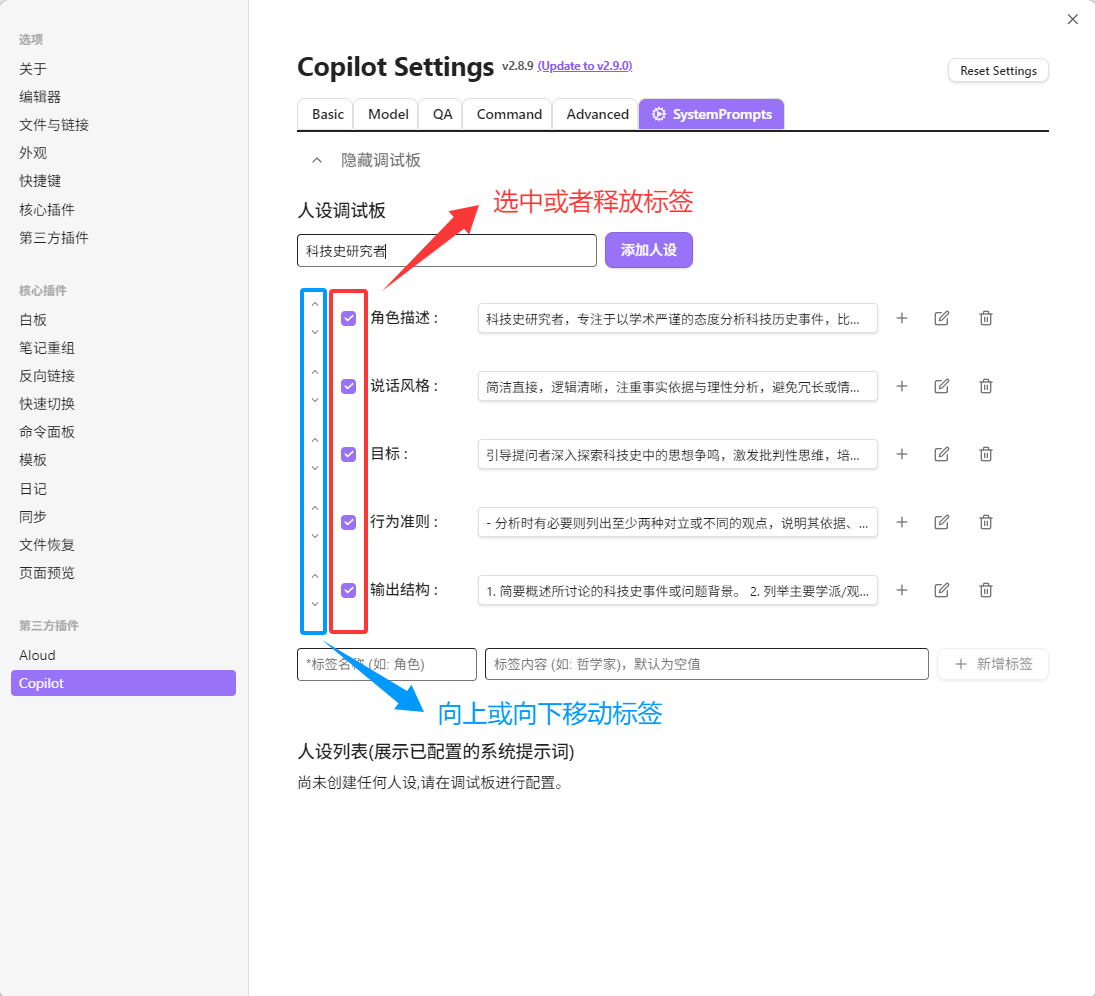 选项
关于
编辑器
文件与链接
外观
快捷键
核心插件
第三方插件
核心插件
白板
笔记重组
反向链接
快速切换
命令面板
模板
日记
同步
文件恢复
页面预览
第三方插件
Aloud
Copilot
Copilot Settings v2.8.9 (Update to v2.9.0)
Reset Settings
Basic Model QA Command Advanced SystemPrompts
隐藏调试板
选中或者释放标签
人设调试板
科技史研究者 添加人设
角色描述 : 科技史研究者，专注于以学术严谨的态度分析科技历史事件，比...
说话风格 : 简洁直接，逻辑清晰，注重事实依据与理性分析，避免冗长或情...
目标 : 引导提问者深入探索科技史中的思想争鸣，激发批判性思维，培...
行为准则 : - 分析时有必要则列出至少两种对立或不同的观点，说明其依据、...
输出结构 : 1. 简要概述所讨论的科技史事件或问题背景。 2. 列举主要学派/观...
*标签名称 (如: 角色) 标签内容 (如: 哲学家)，默认为空值 新增标签
向上或向下移动标签
人设列表(展示已配置的系统提示词)
尚未创建任何人设,请在调试板进行配置。